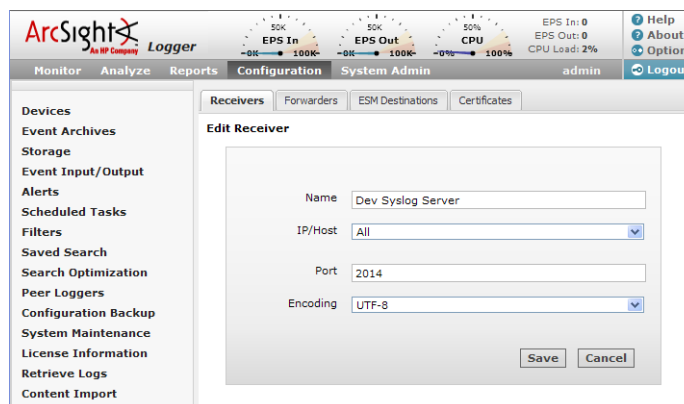 ArcSight
An HP Company
Logger
50K
EPS In
0K
100K
50K
EPS Out
0K
100K
50%
CPU
0%
100%
EPS In: 0
EPS Out: 0
CPU Load: 2%
Help
About
Option
Monitor Analyze Reports Configuration System Admin admin Logou
Devices
Event Archives
Storage
Event Input/Output
Alerts
Scheduled Tasks
Filters
Saved Search
Search Optimization
Peer Loggers
Configuration Backup
System Maintenance
License Information
Retrieve Logs
Content Import
Receivers Forwarders ESM Destinations Certificates
Edit Receiver
Name Dev Syslog Server
IP/Host All
Port 2014
Encoding UTF-8
Save Cancel